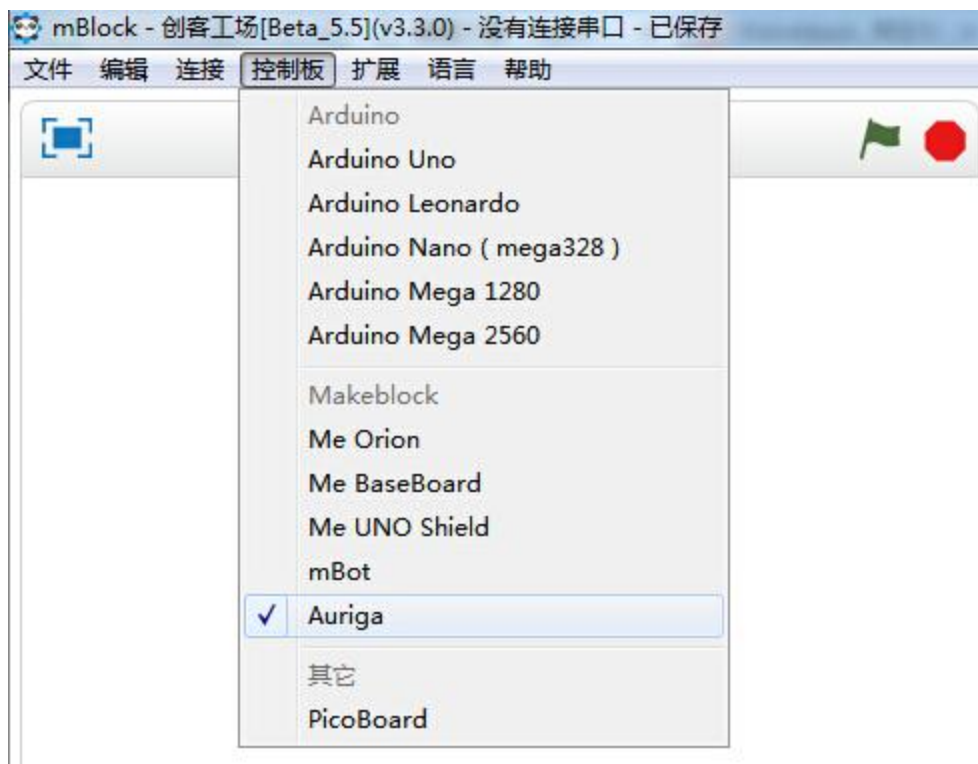 mBlock - 创客工场[Beta_5.5](v3.3.0) - 没有连接串口 - 已保存
文件 编辑 连接 控制板 扩展 语言 帮助
Arduino
Arduino Uno
Arduino Leonardo
Arduino Nano ( mega328 )
Arduino Mega 1280
Arduino Mega 2560
Makeblock
Me Orion
Me BaseBoard
Me UNO Shield
mBot
Auriga
其它
PicoBoard